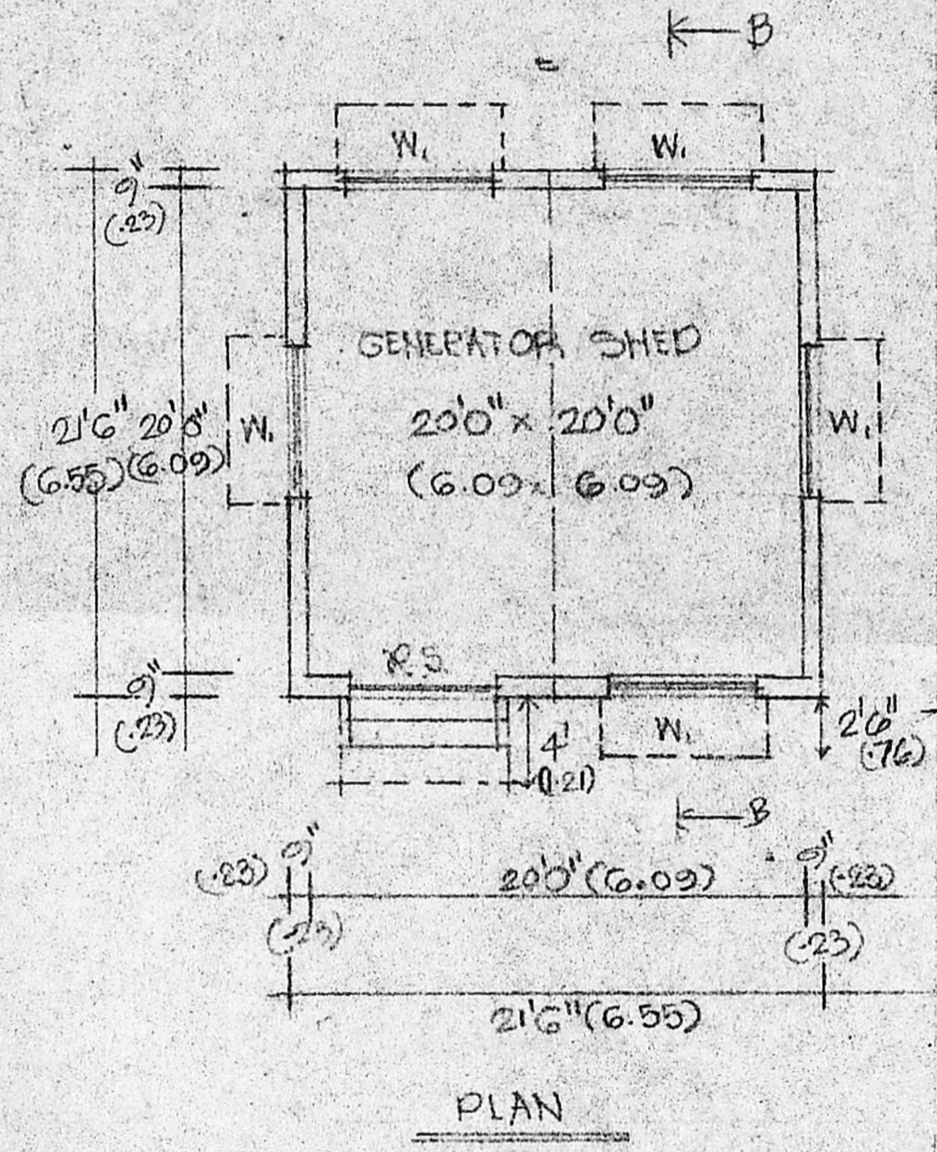 B
W₁ W₁
9"
(.23)
GENERATOR SHED
20'0" x 20'0"
(6.09 x 6.09)
21'6" 20'0"
(6.55) (6.09)
W₁
W₁
R.S.
9"
(.23)
4'
(1.21)
W₁
2'6"
(.76)
B
(.23) 9" 20'0" (6.09) 9" (.23)
(.23) (.23)
21'6" (6.55)
PLAN